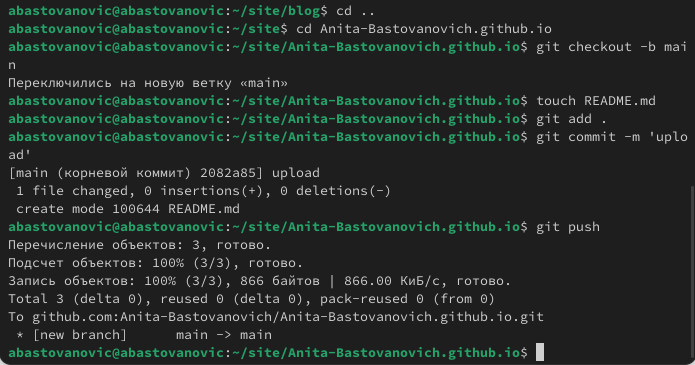 abastovanovic@abastovanovic:~/site/blog$ cd ..
abastovanovic@abastovanovic:~/site$ cd Anita-Bastovanovich.github.io
abastovanovic@abastovanovic:~/site/Anita-Bastovanovich.github.io$ git checkout -b mai
n
Переключились на новую ветку «main»
abastovanovic@abastovanovic:~/site/Anita-Bastovanovich.github.io$ touch README.md
abastovanovic@abastovanovic:~/site/Anita-Bastovanovich.github.io$ git add .
abastovanovic@abastovanovic:~/site/Anita-Bastovanovich.github.io$ git commit -m 'uplo
ad'
[main (корневой коммит) 2082a85] upload
 1 file changed, 0 insertions(+), 0 deletions(-)
 create mode 100644 README.md
abastovanovic@abastovanovic:~/site/Anita-Bastovanovich.github.io$ git push
Перечисление объектов: 3, готово.
Подсчет объектов: 100% (3/3), готово.
Запись объектов: 100% (3/3), 866 байтов | 866.00 КиБ/с, готово.
Total 3 (delta 0), reused 0 (delta 0), pack-reused 0 (from 0)
To github.com:Anita-Bastovanovich/Anita-Bastovanovich.github.io.git
 * [new branch]      main -> main
abastovanovic@abastovanovic:~/site/Anita-Bastovanovich.github.io$